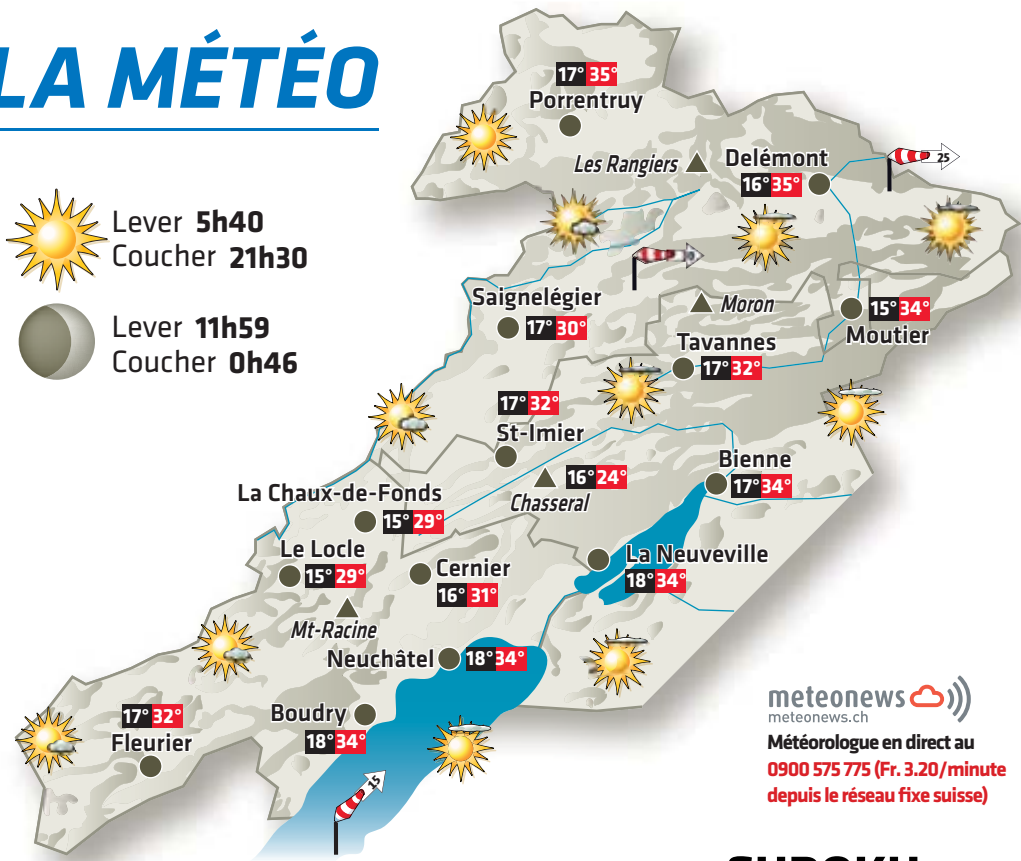 LA MÉTÉO
Lever 5h40
Coucher 21h30
Lever 11h59
Coucher 0h46
17° 35°
Porrentruy
Les Rangiers
Delémont
16° 35°
25
Saignelégier
17° 30°
Moron
15° 34°
Moutier
Tavannes
17° 32°
17° 32°
St-Imier
16° 24°
Chasseral
Bienne
17° 34°
La Chaux-de-Fonds
15° 29°
Le Locle
15° 29°
Cernier
16° 31°
La Neuveville
18° 34°
Mt-Racine
Neuchâtel
18° 34°
17° 32°
Fleurier
Boudry
18° 34°
15
meteonews
meteonews.ch
Météorologue en direct au
0900 575 775 (Fr. 3.20/minute
depuis le réseau fixe suisse)